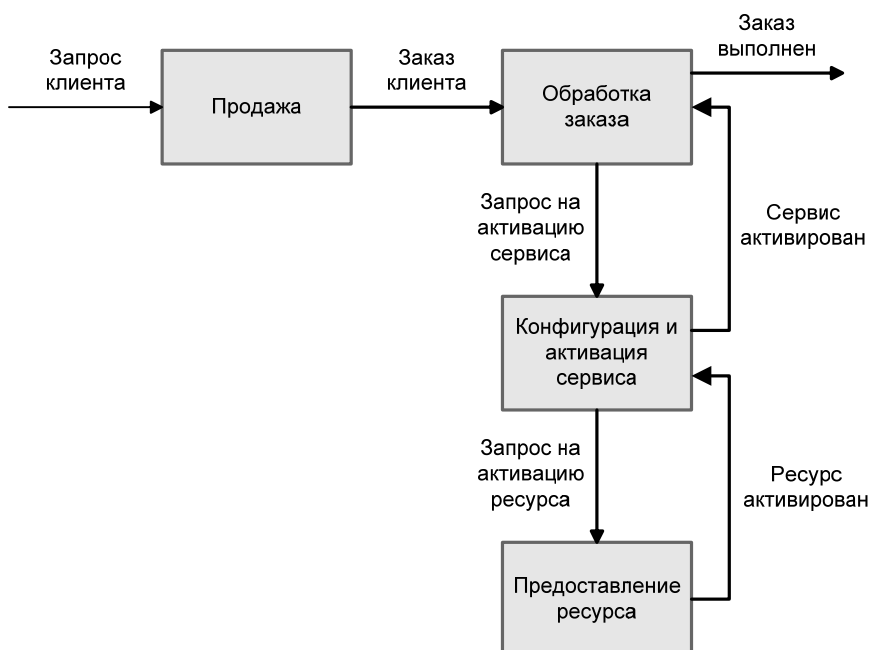 Запрос
клиента
Продажа
Заказ
клиента
Обработка
заказа
Заказ
выполнен
Запрос на
активацию
сервиса
Сервис
активирован
Конфигурация и
активация
сервиса
Запрос на
активацию
ресурса
Ресурс
активирован
Предоставление
ресурса